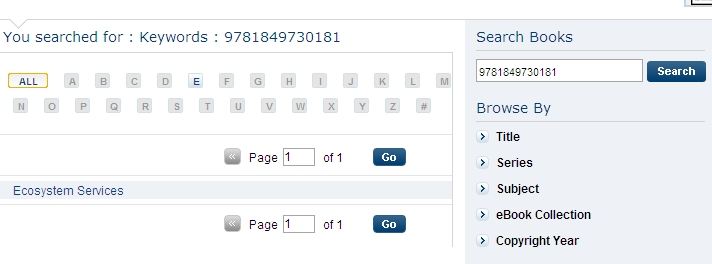 You searched for : Keywords : 9781849730181
ALL A B C D E F G H I J K L M
N O P Q R S T U V W X Y Z #
« Page 1 of 1 Go
Ecosystem Services
« Page 1 of 1 Go
Search Books
9781849730181 Search
Browse By
Title
Series
Subject
eBook Collection
Copyright Year